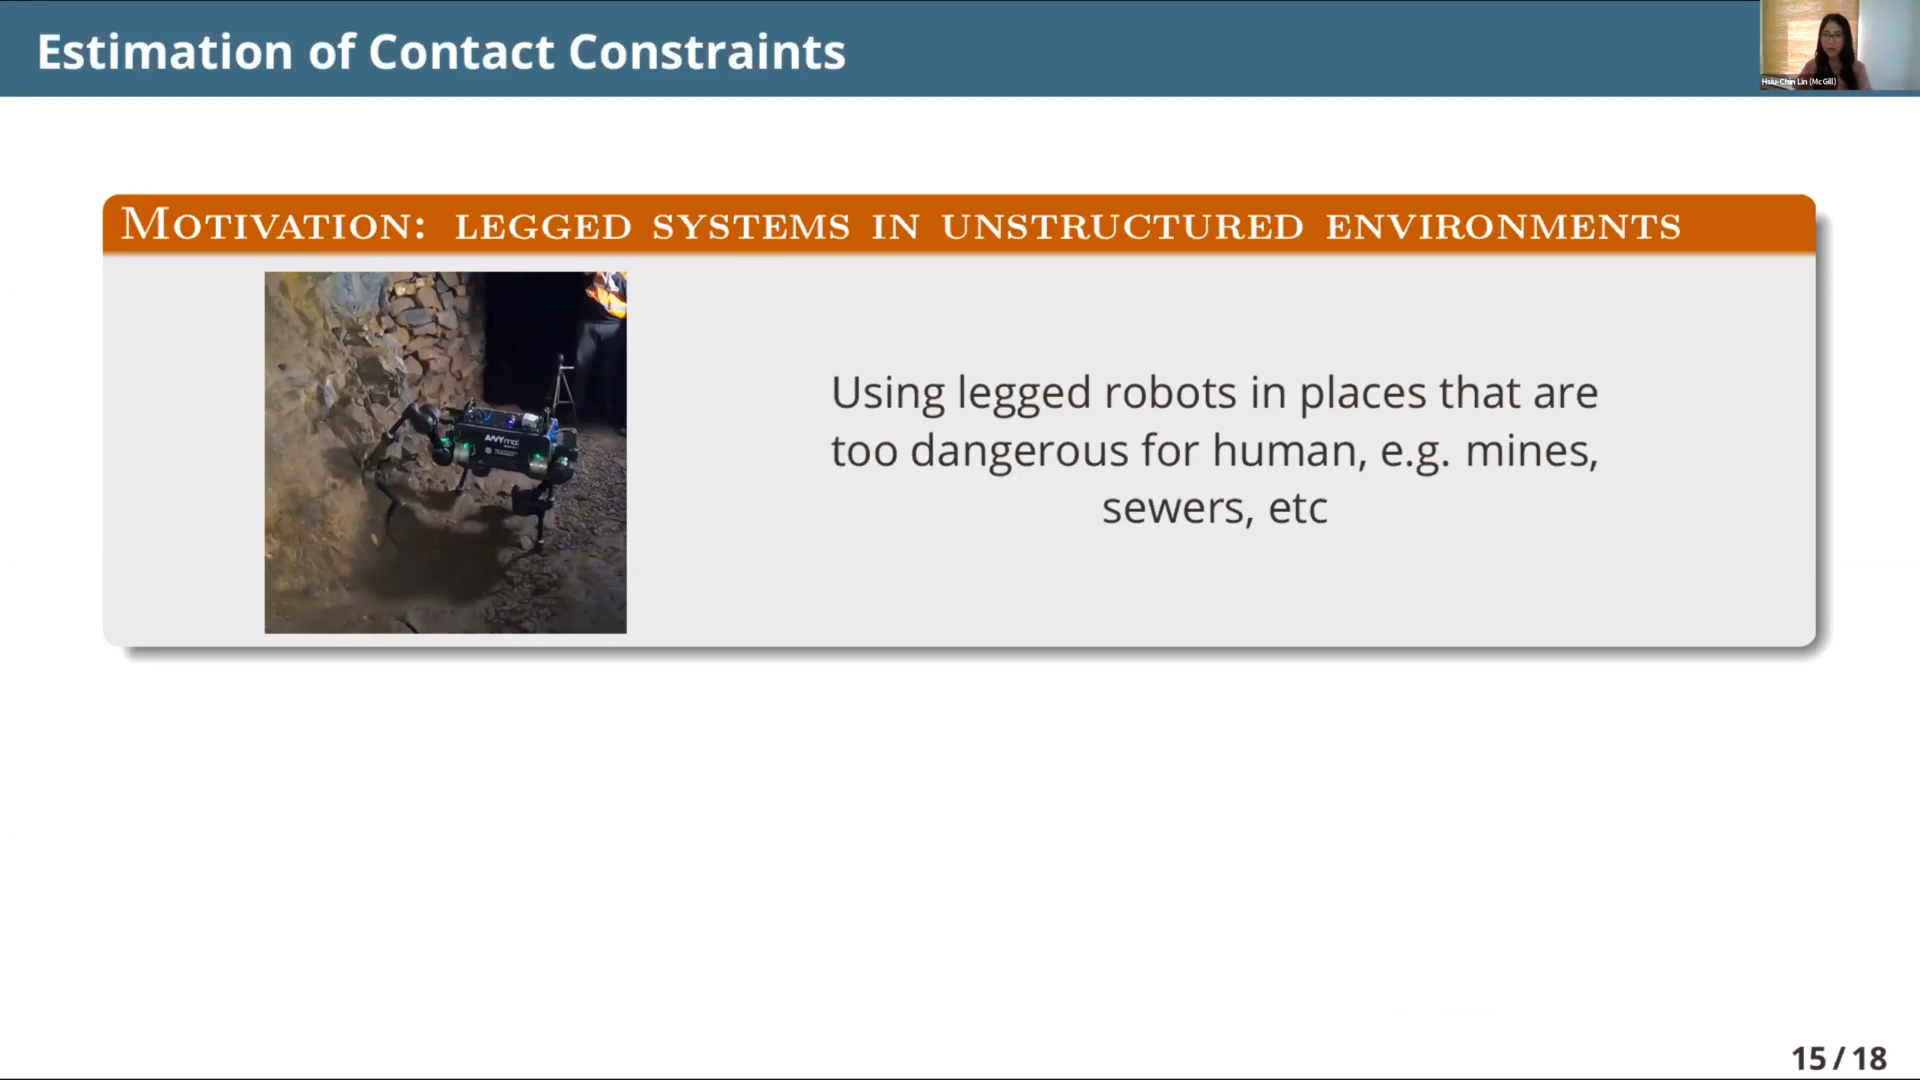 Estimation of Contact Constraints
Hsiu-Chin Lin (McGill)
MOTIVATION: LEGGED SYSTEMS IN UNSTRUCTURED ENVIRONMENTS
ANYmal
Using legged robots in places that are
too dangerous for human, e.g. mines,
sewers, etc
15 / 18